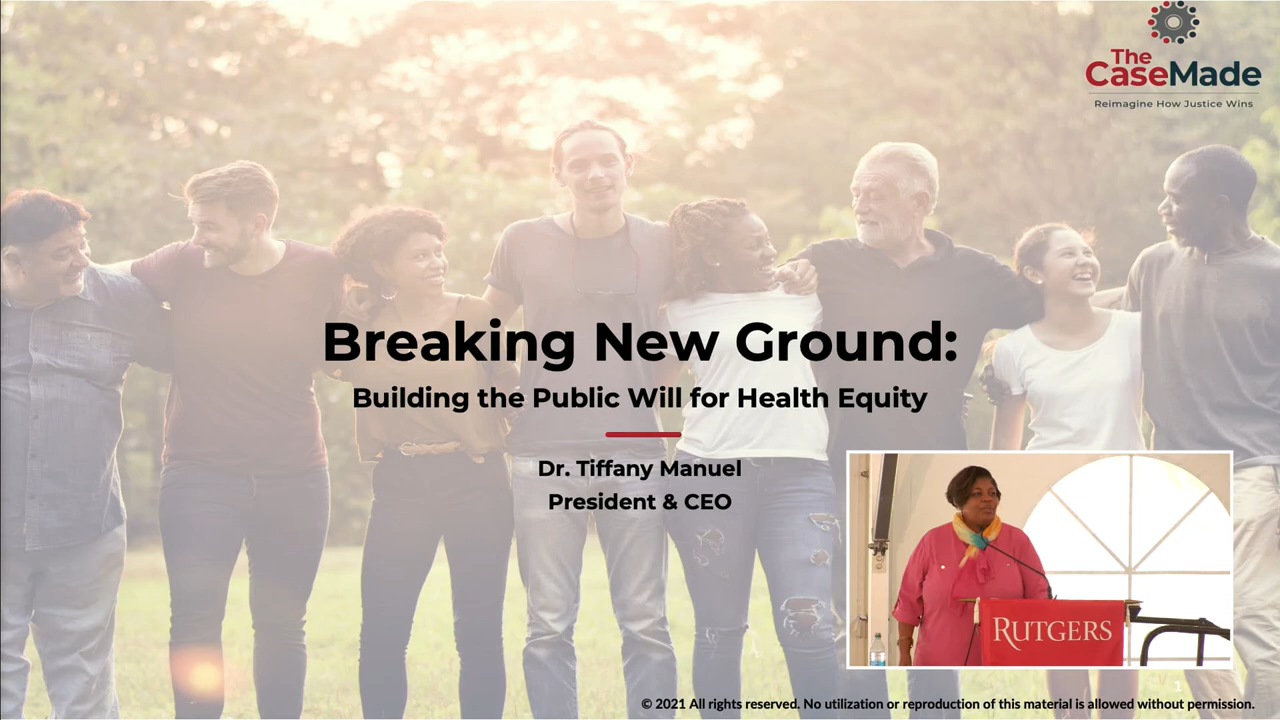 The
CaseMade
Reimagine How Justice Wins
Breaking New Ground:
Building the Public Will for Health Equity
Dr. Tiffany Manuel
President & CEO
RUTGERS
1
© 2021 All rights reserved. No utilization or reproduction of this material is allowed without permission.